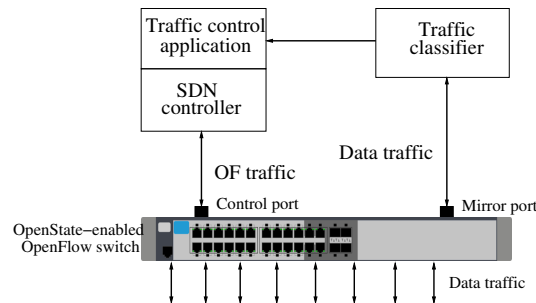 Traffic control
application
Traffic
classifier
SDN
controller
OF traffic
Data traffic
Control port
Mirror port
OpenState−enabled
OpenFlow switch
Data traffic